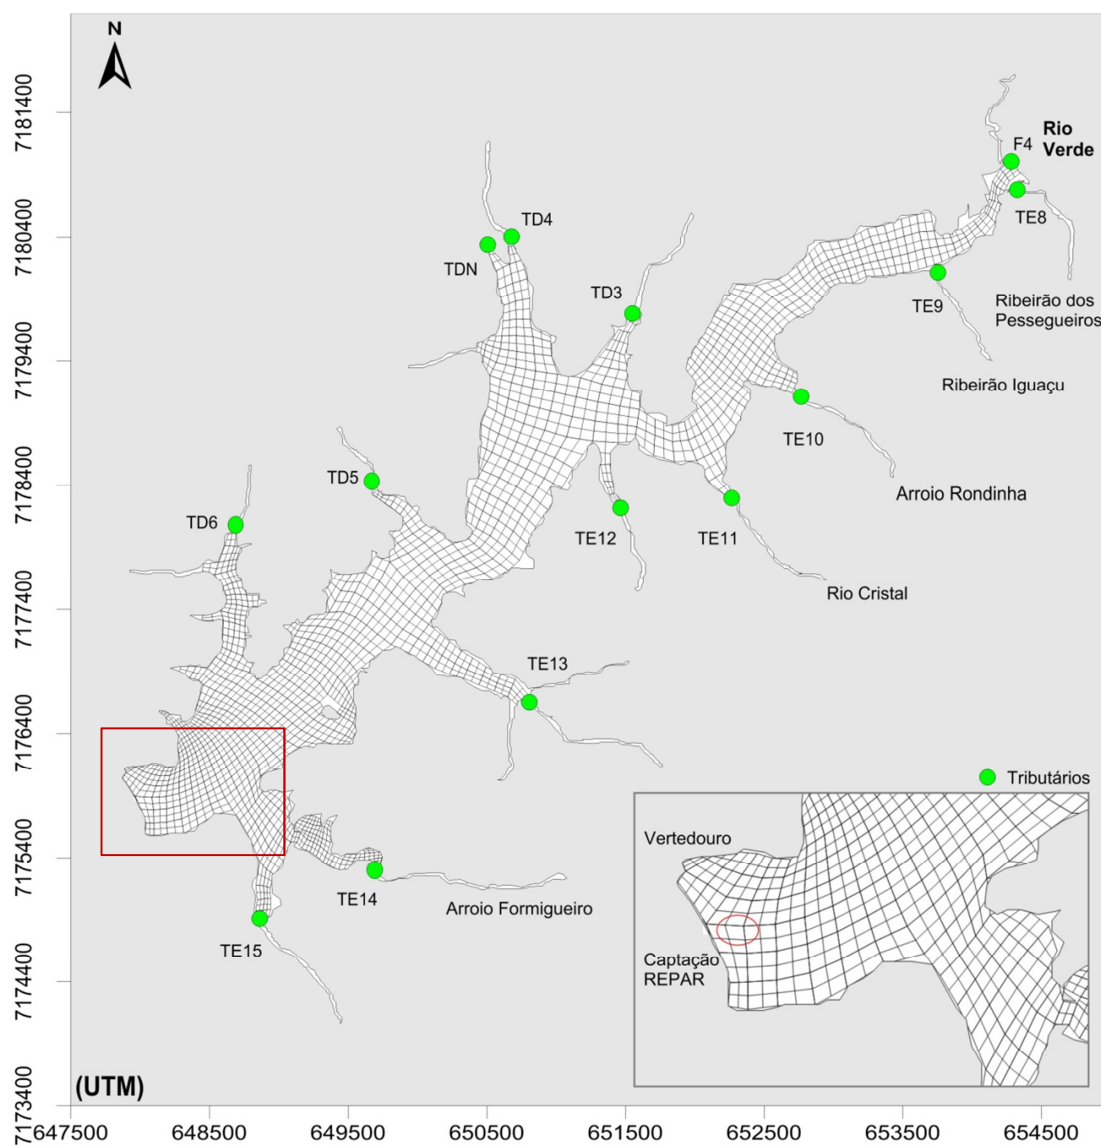 N
7181400
7180400
7179400
7178400
7177400
7176400
7175400
7174400
7173400
F4
Rio
Verde
TE8
TD4
TDN
TD3
TE9
Ribeirão dos
Pessegueiros
Ribeirão Iguaçu
TE10
TD5
Arroio Rondinha
TD6
TE12
TE11
Rio Cristal
TE13
Tributários
Vertedouro
TE14
Arroio Formigueiro
TE15
Captação
REPAR
(UTM)
647500
648500
649500
650500
651500
652500
653500
654500